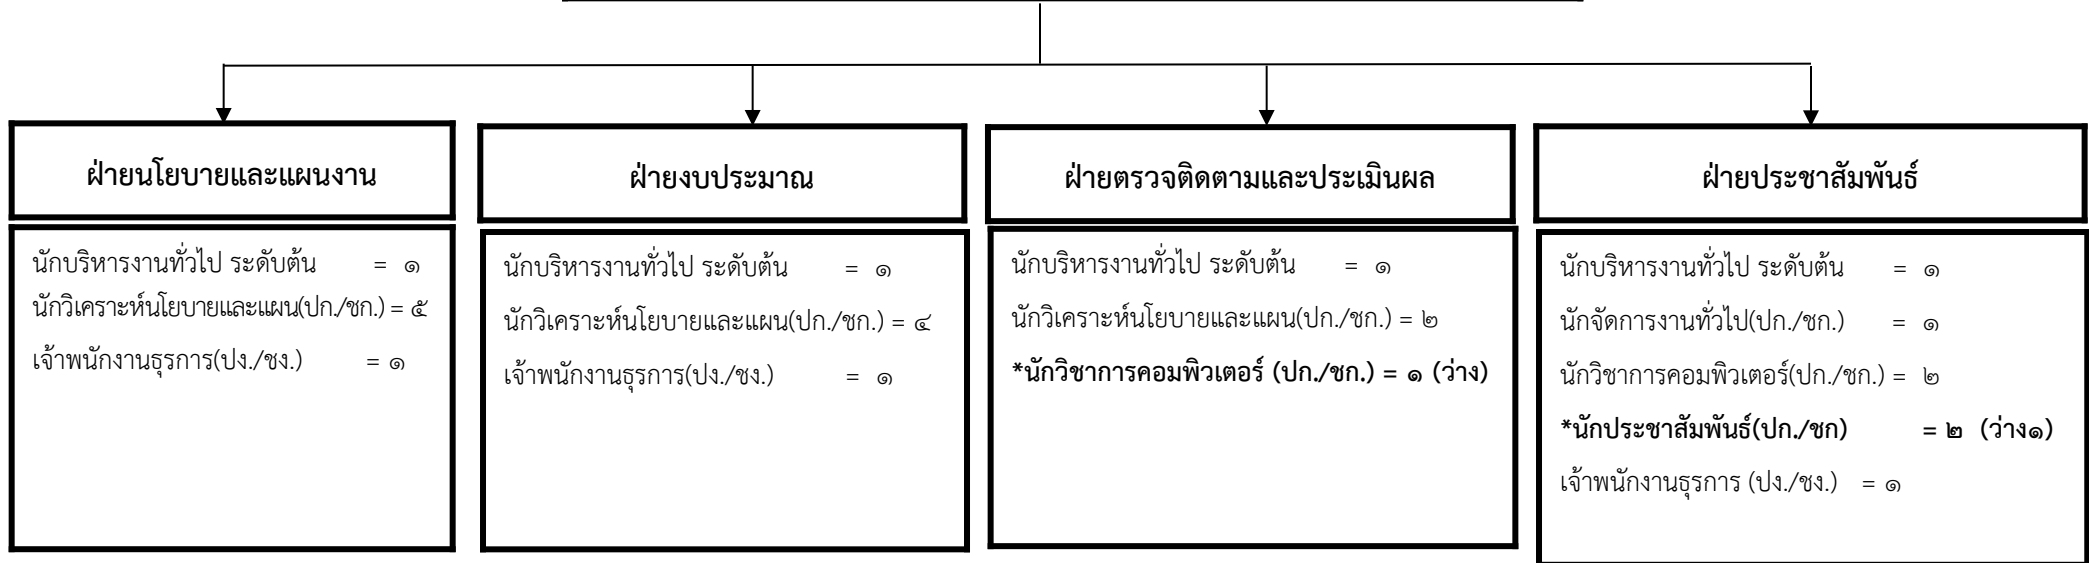 ฝ่ายนโยบายและแผนงาน
นักบริหารงานทั่วไป ระดับต้น = ๑
นักวิเคราะห์นโยบายและแผน(ปก./ชก.) = ๕
เจ้าพนักงานธุรการ(ปง./ชง.) = ๑
ฝ่ายงบประมาณ
นักบริหารงานทั่วไป ระดับต้น = ๑
นักวิเคราะห์นโยบายและแผน(ปก./ชก.) = ๔
เจ้าพนักงานธุรการ(ปง./ชง.) = ๑
ฝ่ายตรวจติดตามและประเมินผล
นักบริหารงานทั่วไป ระดับต้น = ๑
นักวิเคราะห์นโยบายและแผน(ปก./ชก.) = ๒
*นักวิชาการคอมพิวเตอร์ (ปก./ชก.) = ๑ (ว่าง)
ฝ่ายประชาสัมพันธ์
นักบริหารงานทั่วไป ระดับต้น = ๑
นักจัดการงานทั่วไป(ปก./ชก.) = ๑
นักวิชาการคอมพิวเตอร์(ปก./ชก.) = ๒
*นักประชาสัมพันธ์(ปก./ชก) = ๒ (ว่าง๑)
เจ้าพนักงานธุรการ (ปง./ชง.) = ๑